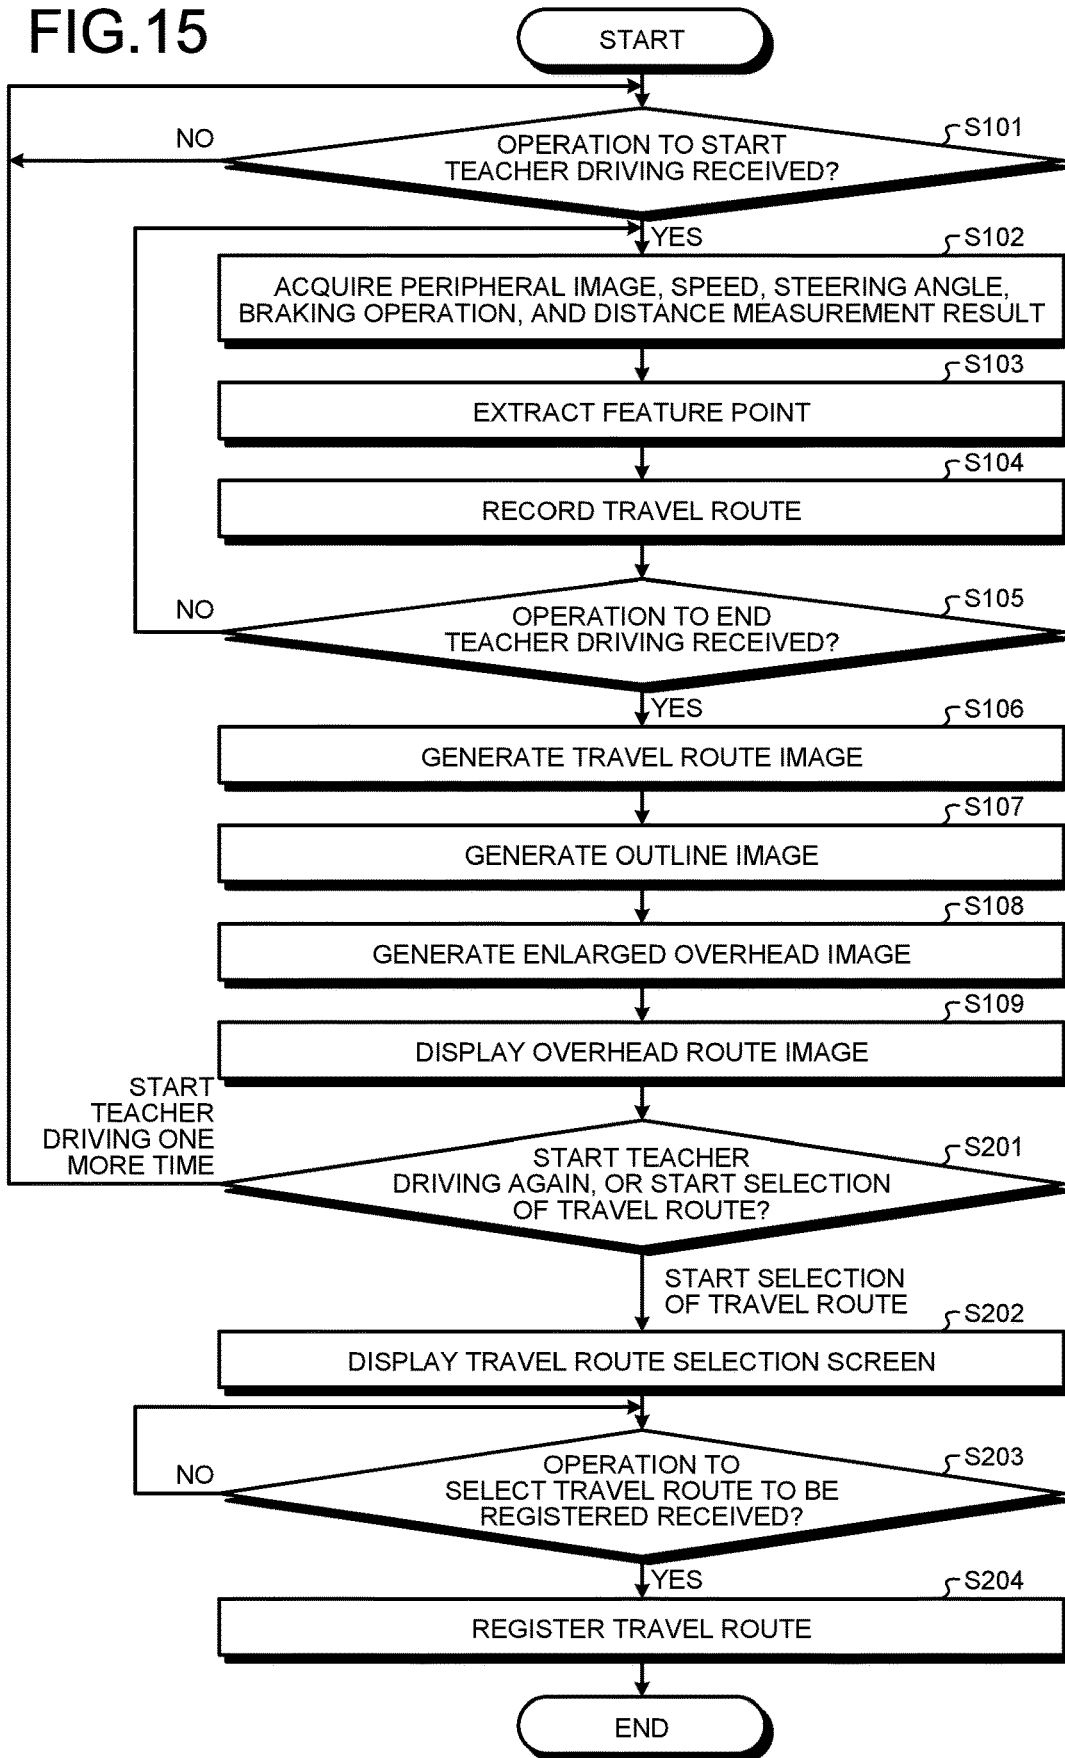 FIG.15
START
S101
NO
OPERATION TO START
TEACHER DRIVING RECEIVED?
YES
S102
ACQUIRE PERIPHERAL IMAGE, SPEED, STEERING ANGLE,
BRAKING OPERATION, AND DISTANCE MEASUREMENT RESULT
S103
EXTRACT FEATURE POINT
S104
RECORD TRAVEL ROUTE
S105
NO
OPERATION TO END
TEACHER DRIVING RECEIVED?
YES
S106
GENERATE TRAVEL ROUTE IMAGE
S107
GENERATE OUTLINE IMAGE
S108
GENERATE ENLARGED OVERHEAD IMAGE
S109
DISPLAY OVERHEAD ROUTE IMAGE
START
TEACHER
DRIVING ONE
MORE TIME
S201
START TEACHER
DRIVING AGAIN, OR START SELECTION
OF TRAVEL ROUTE?
START SELECTION
OF TRAVEL ROUTE
S202
DISPLAY TRAVEL ROUTE SELECTION SCREEN
S203
NO
OPERATION TO
SELECT TRAVEL ROUTE TO BE
REGISTERED RECEIVED?
YES
S204
REGISTER TRAVEL ROUTE
END